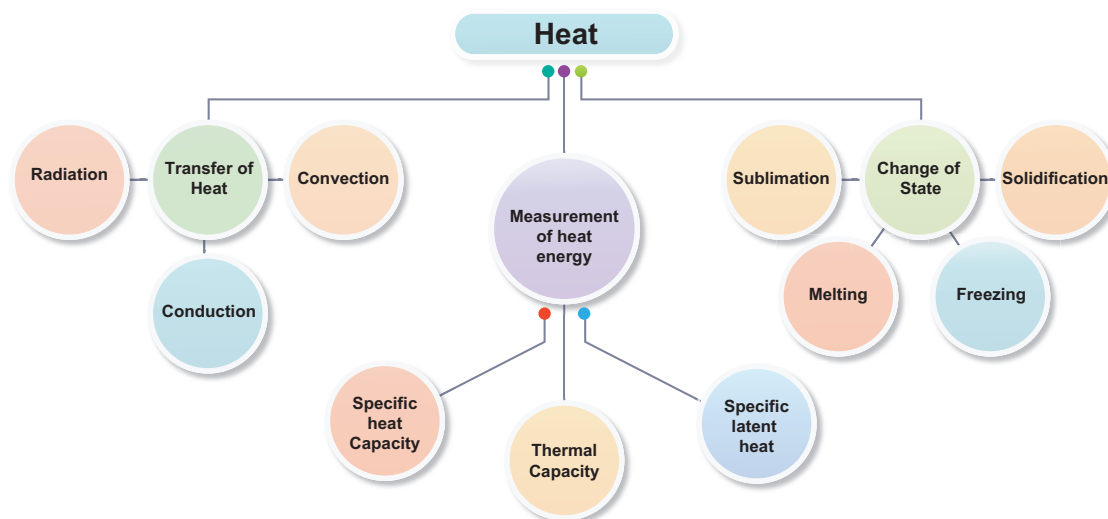 Heat
Radiation
Transfer of
Heat
Convection
Conduction
Measurement
of heat
energy
Specific
heat
Capacity
Thermal
Capacity
Specific
latent
heat
Sublimation
Change of
State
Solidification
Melting
Freezing